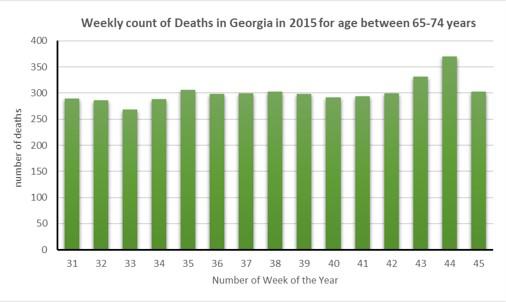 Weekly count of Deaths in Georgia in 2015 for age between 65-74 years
number of deaths
400
350
300
250
200
150
100
50
0
31 32 33 34 35 36 37 38 39 40 41 42 43 44 45
Number of Week of the Year